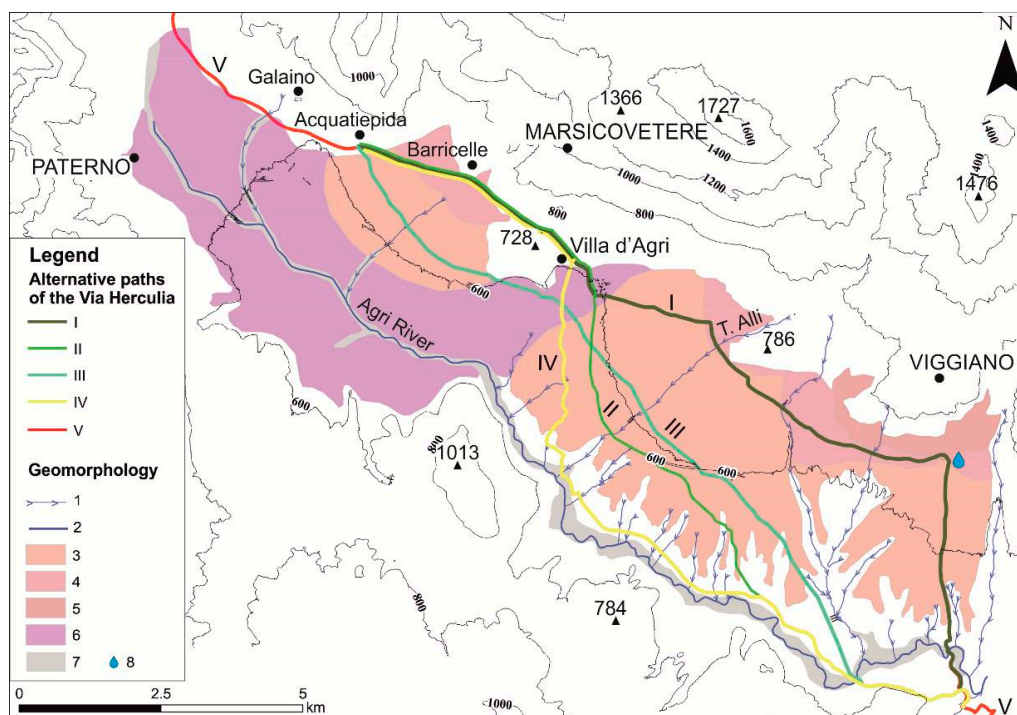 N
V
Galaino
1000
1366
1727
1600
1400
Acquatiepida
MARSICOVETERE
1400
1400
1476
Barricelle
1000
1200
PATERNO
800
800
728
Villa d'Agri
600
Legend
Alternative paths
of the Via Herculia
I
II
III
IV
V
Geomorphology
1
2
3
4
5
6
7
8
0
2.5
5
km
I
T. Alli
786
Agri River
IV
VIGGIANO
600
II
III
800
1013
600
600
800
784
1000
V